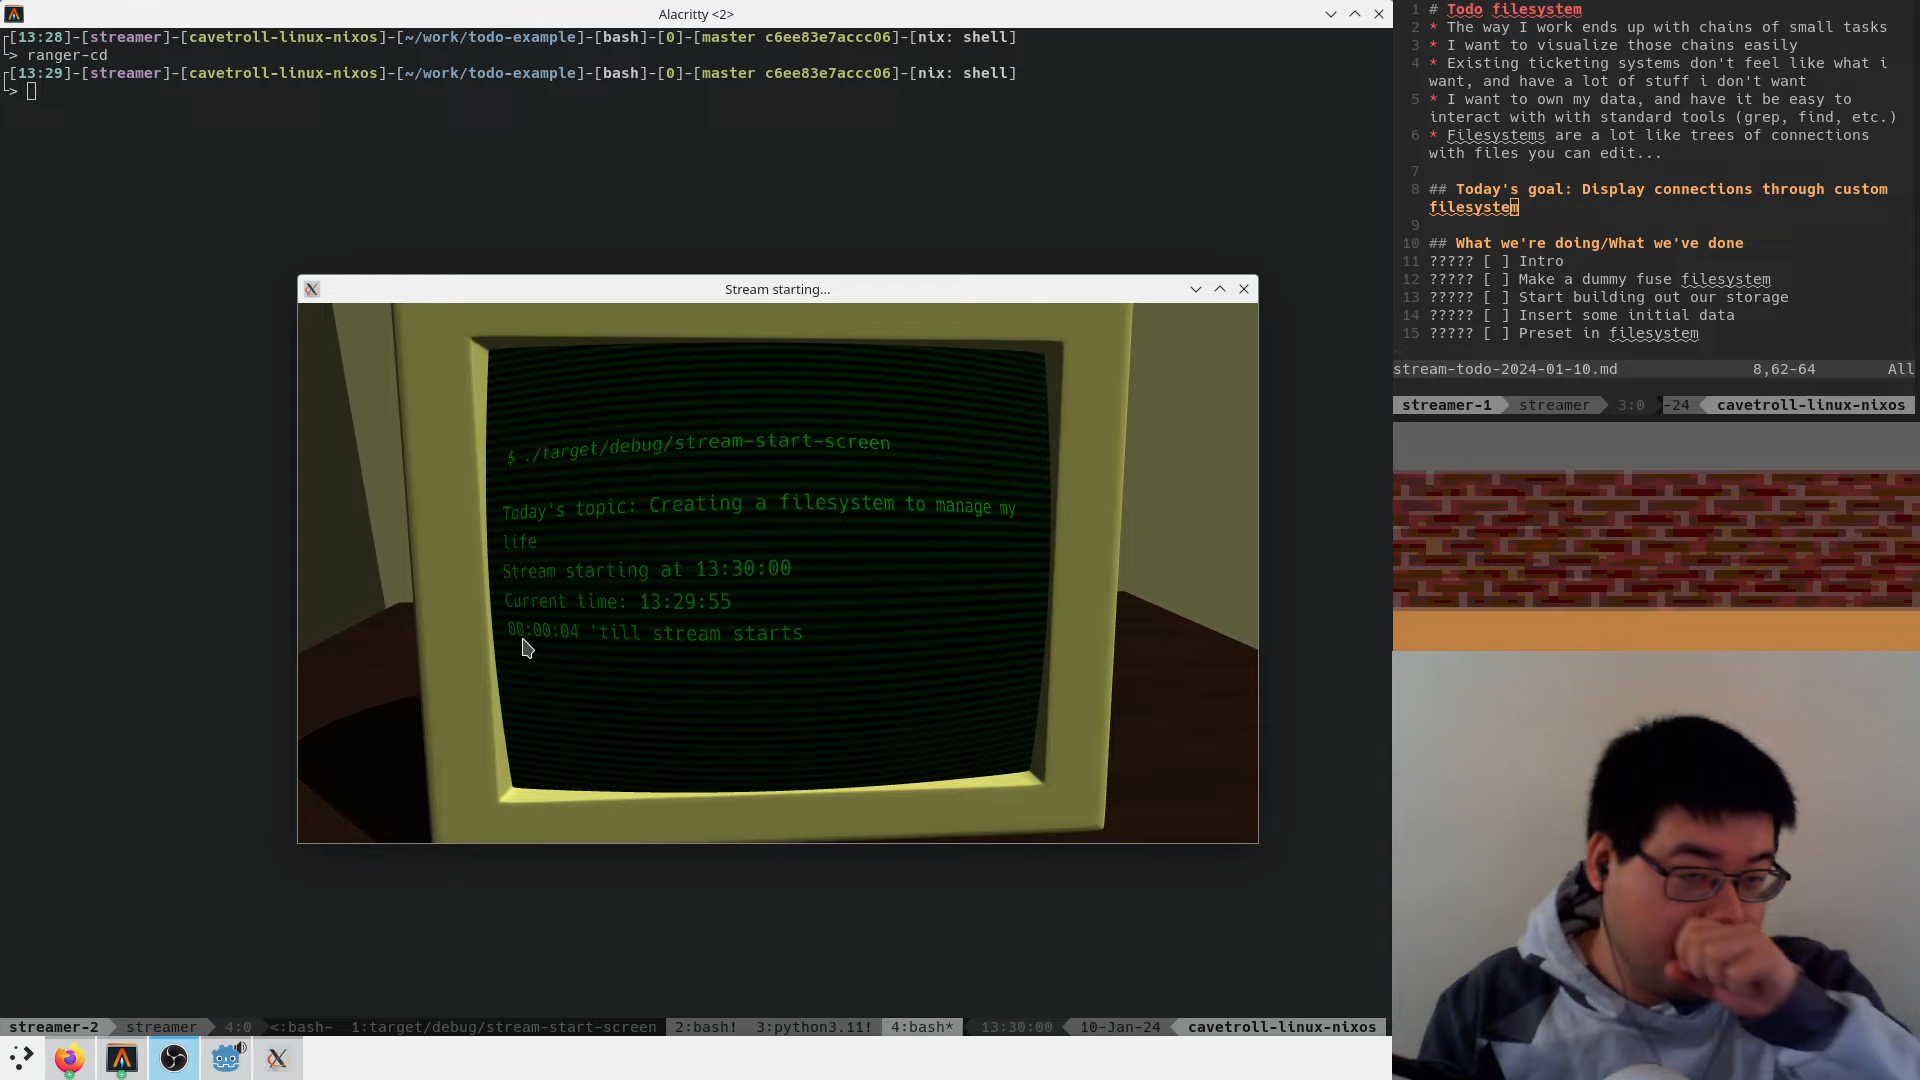 Alacritty <2>
┌[13:28]-[streamer]-[cavetroll-linux-nixos]-[~/work/todo-example]-[bash]-[0]-[master c6ee83e7accc06]-[nix: shell]
└> ranger-cd
┌[13:29]-[streamer]-[cavetroll-linux-nixos]-[~/work/todo-example]-[bash]-[0]-[master c6ee83e7accc06]-[nix: shell]
└>
Stream starting...
$ ./target/debug/stream-start-screen
Today's topic: Creating a filesystem to manage my
life
Stream starting at 13:30:00
Current time: 13:29:55
00:00:04 'till stream starts
streamer-2 streamer 4:0 <:bash- 1:target/debug/stream-start-screen 2:bash! 3:python3.11! 4:bash* 13:30:00 10-Jan-24 cavetroll-linux-nixos
1 # Todo filesystem
2 * The way I work ends up with chains of small tasks
3 * I want to visualize those chains easily
4 * Existing ticketing systems don't feel like what i
want, and have a lot of stuff i don't want
5 * I want to own my data, and have it be easy to
interact with with standard tools (grep, find, etc.)
6 * Filesystems are a lot like trees of connections
with files you can edit...
7
8 ## Today's goal: Display connections through custom
filesystem
9
10 ## What we're doing/What we've done
11 ????? [ ] Intro
12 ????? [ ] Make a dummy fuse filesystem
13 ????? [ ] Start building out our storage
14 ????? [ ] Insert some initial data
15 ????? [ ] Preset in filesystem
~
stream-todo-2024-01-10.md 8,62-64 All
streamer-1 streamer 3:0 -24 cavetroll-linux-nixos